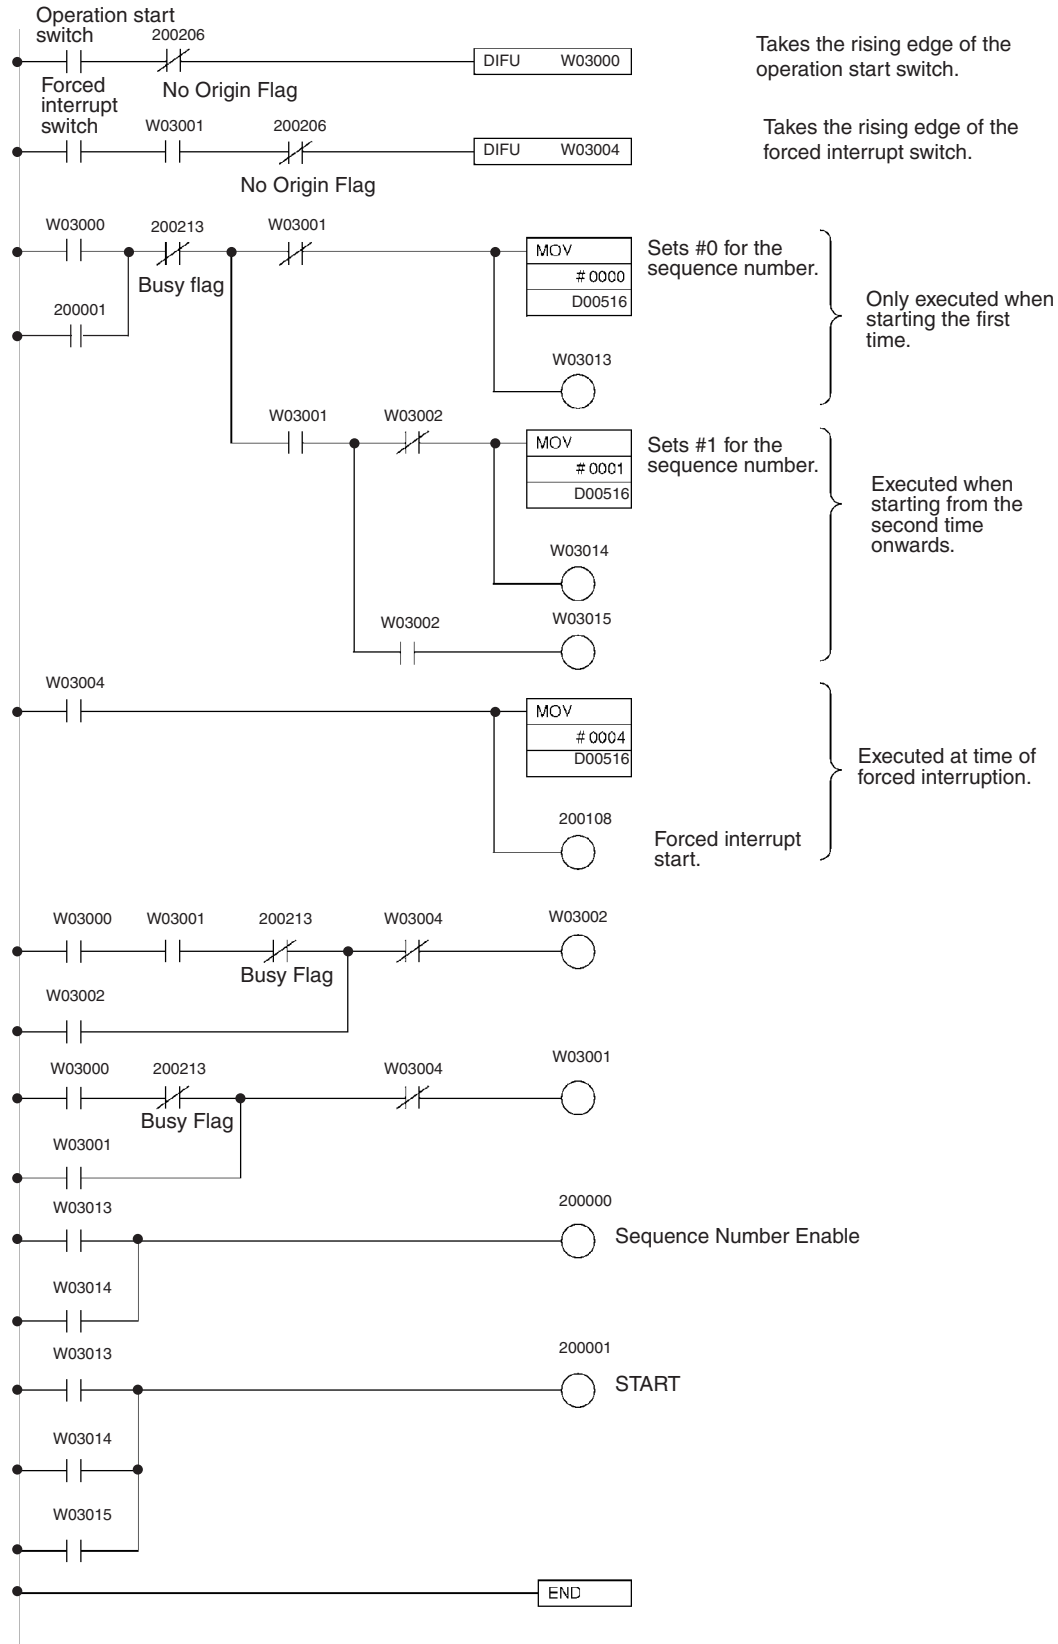 Operation start
switch
200206
DIFU W03000
Takes the rising edge of the
operation start switch.
No Origin Flag
Forced
interrupt
switch
W03001
200206
DIFU W03004
Takes the rising edge of the
forced interrupt switch.
No Origin Flag
W03000
200213
W03001
MOV
# 0000
D00516
Sets #0 for the
sequence number.
Busy flag
200001
Only executed when
starting the first
time.
W03013
W03001
W03002
MOV
# 0001
D00516
Sets #1 for the
sequence number.
Executed when
starting from the
second time
onwards.
W03014
W03002
W03015
W03004
MOV
# 0004
D00516
Executed at time of
forced interruption.
200108
Forced interrupt
start.
W03000
W03001
200213
W03004
W03002
Busy Flag
W03002
W03000
200213
W03004
W03001
Busy Flag
W03001
W03013
200000
Sequence Number Enable
W03014
W03013
200001
START
W03014
W03015
END